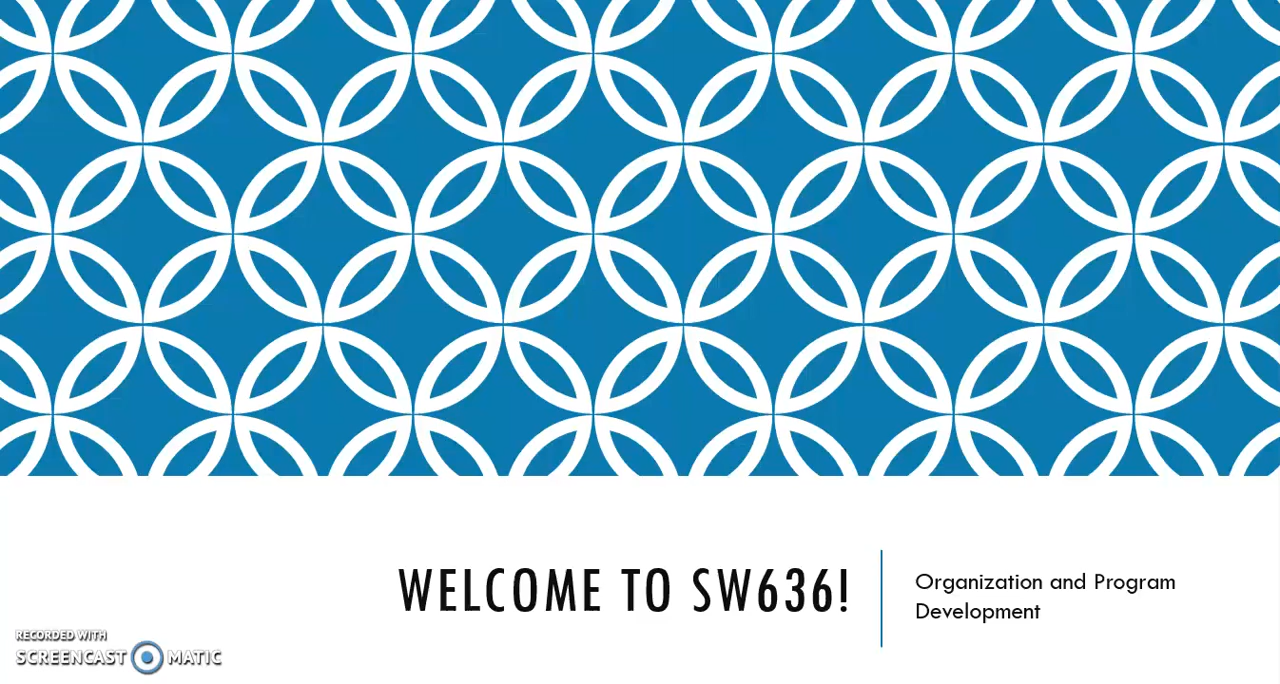 WELCOME TO SW636!
Organization and Program
Development
RECORDED WITH
SCREENCAST MATIC